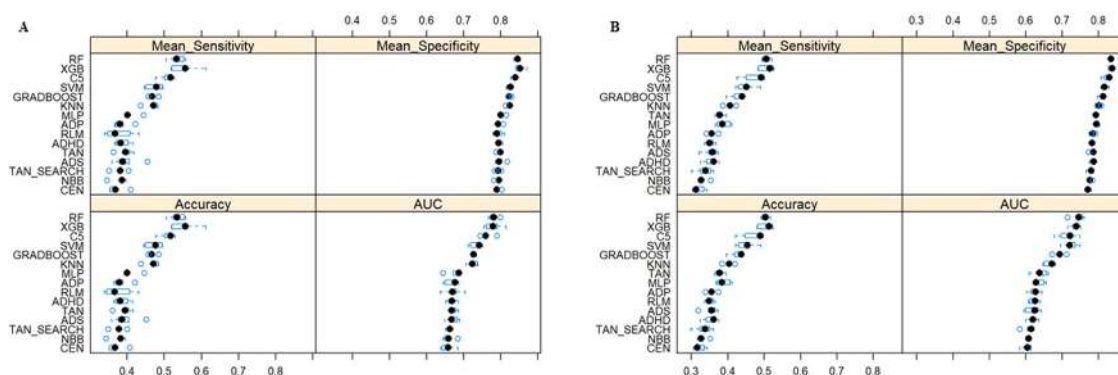 A
0.4 0.5 0.6 0.7 0.8
Mean_Sensitivity Mean_Specificity
RF
XGB
C5
SVM
GRADBOOST
KNN
MLP
ADP
RLM
ADHD
TAN
ADS
TAN_SEARCH
NBB
CEN
Accuracy AUC
RF
XGB
C5
SVM
GRADBOOST
KNN
MLP
ADP
RLM
ADHD
TAN
ADS
TAN_SEARCH
NBB
CEN
0.4 0.5 0.6 0.7 0.8
B
0.3 0.4 0.5 0.6 0.7 0.8
Mean_Sensitivity Mean_Specificity
RF
XGB
C5
SVM
GRADBOOST
KNN
TAN
MLP
ADP
RLM
ADS
ADHD
TAN_SEARCH
NBB
CEN
Accuracy AUC
RF
XGB
C5
SVM
GRADBOOST
KNN
TAN
MLP
ADP
RLM
ADS
ADHD
TAN_SEARCH
NBB
CEN
0.3 0.4 0.5 0.6 0.7 0.8